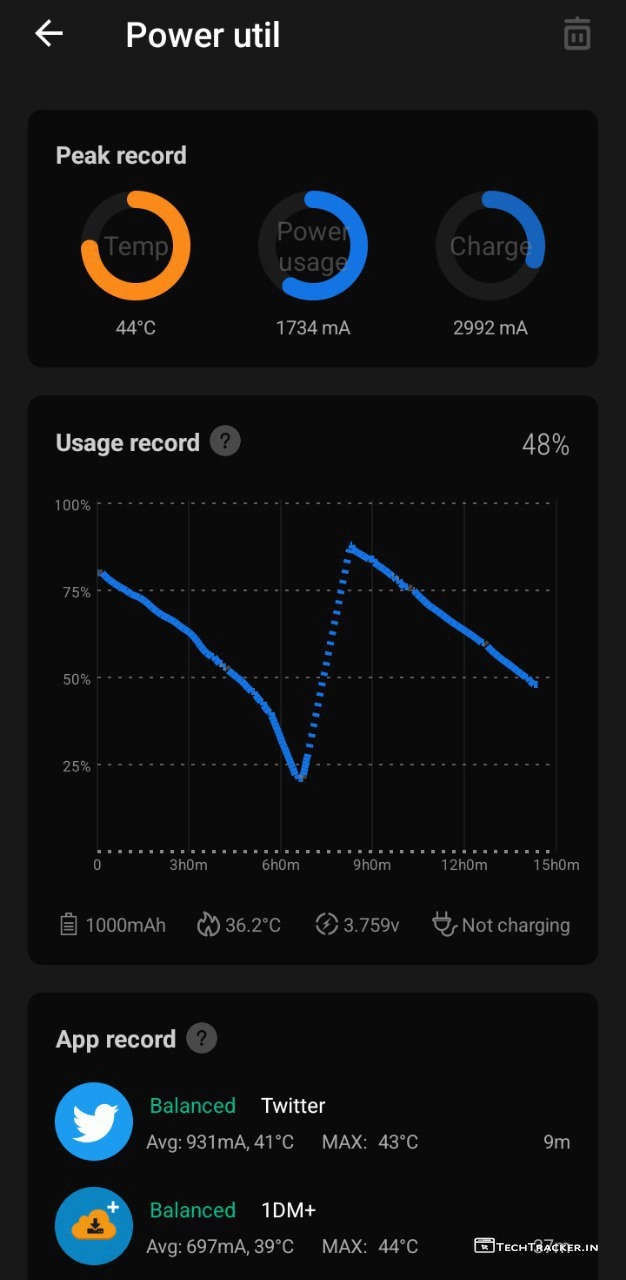 Power util
Peak record
Temp
Power usage
Charge
44°C
1734 mA
2992 mA
Usage record ?
48%
100%
75%
50%
25%
0 3h0m 6h0m 9h0m 12h0m 15h0m
1000mAh 36.2°C 3.759v Not charging
App record ?
Balanced Twitter
Avg: 931mA, 41°C MAX: 43°C 9m
Balanced 1DM+
Avg: 697mA, 39°C MAX: 44°C
TECHTRACKER.IN